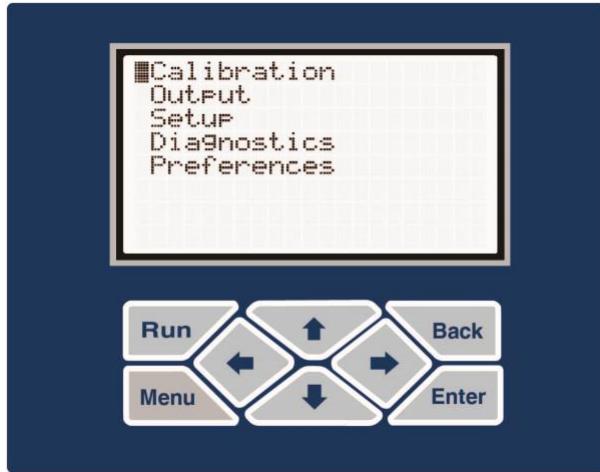 Calibration
Output
Setup
Diagnostics
Preferences
Run
Back
Menu
Enter